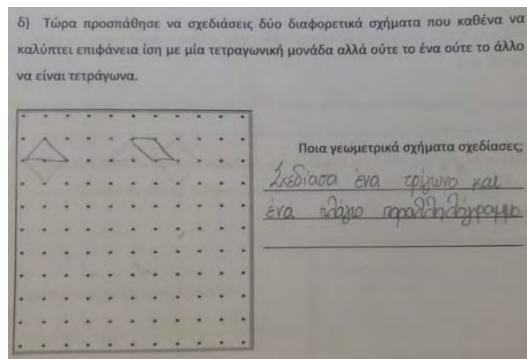 δ) Τώρα προσπάθησε να σχεδιάσεις δύο διαφορετικά σχήματα που καθένα να
καλύπτει επιφάνεια ίση με μία τετραγωνική μονάδα αλλά ούτε το ένα ούτε το άλλο
να είναι τετράγωνα.
Ποια γεωμετρικά σχήματα σχεδίασες;
Σχεδίασα ένα τρίγωνο και
ένα πλάγιο παραλληλόγραμμο